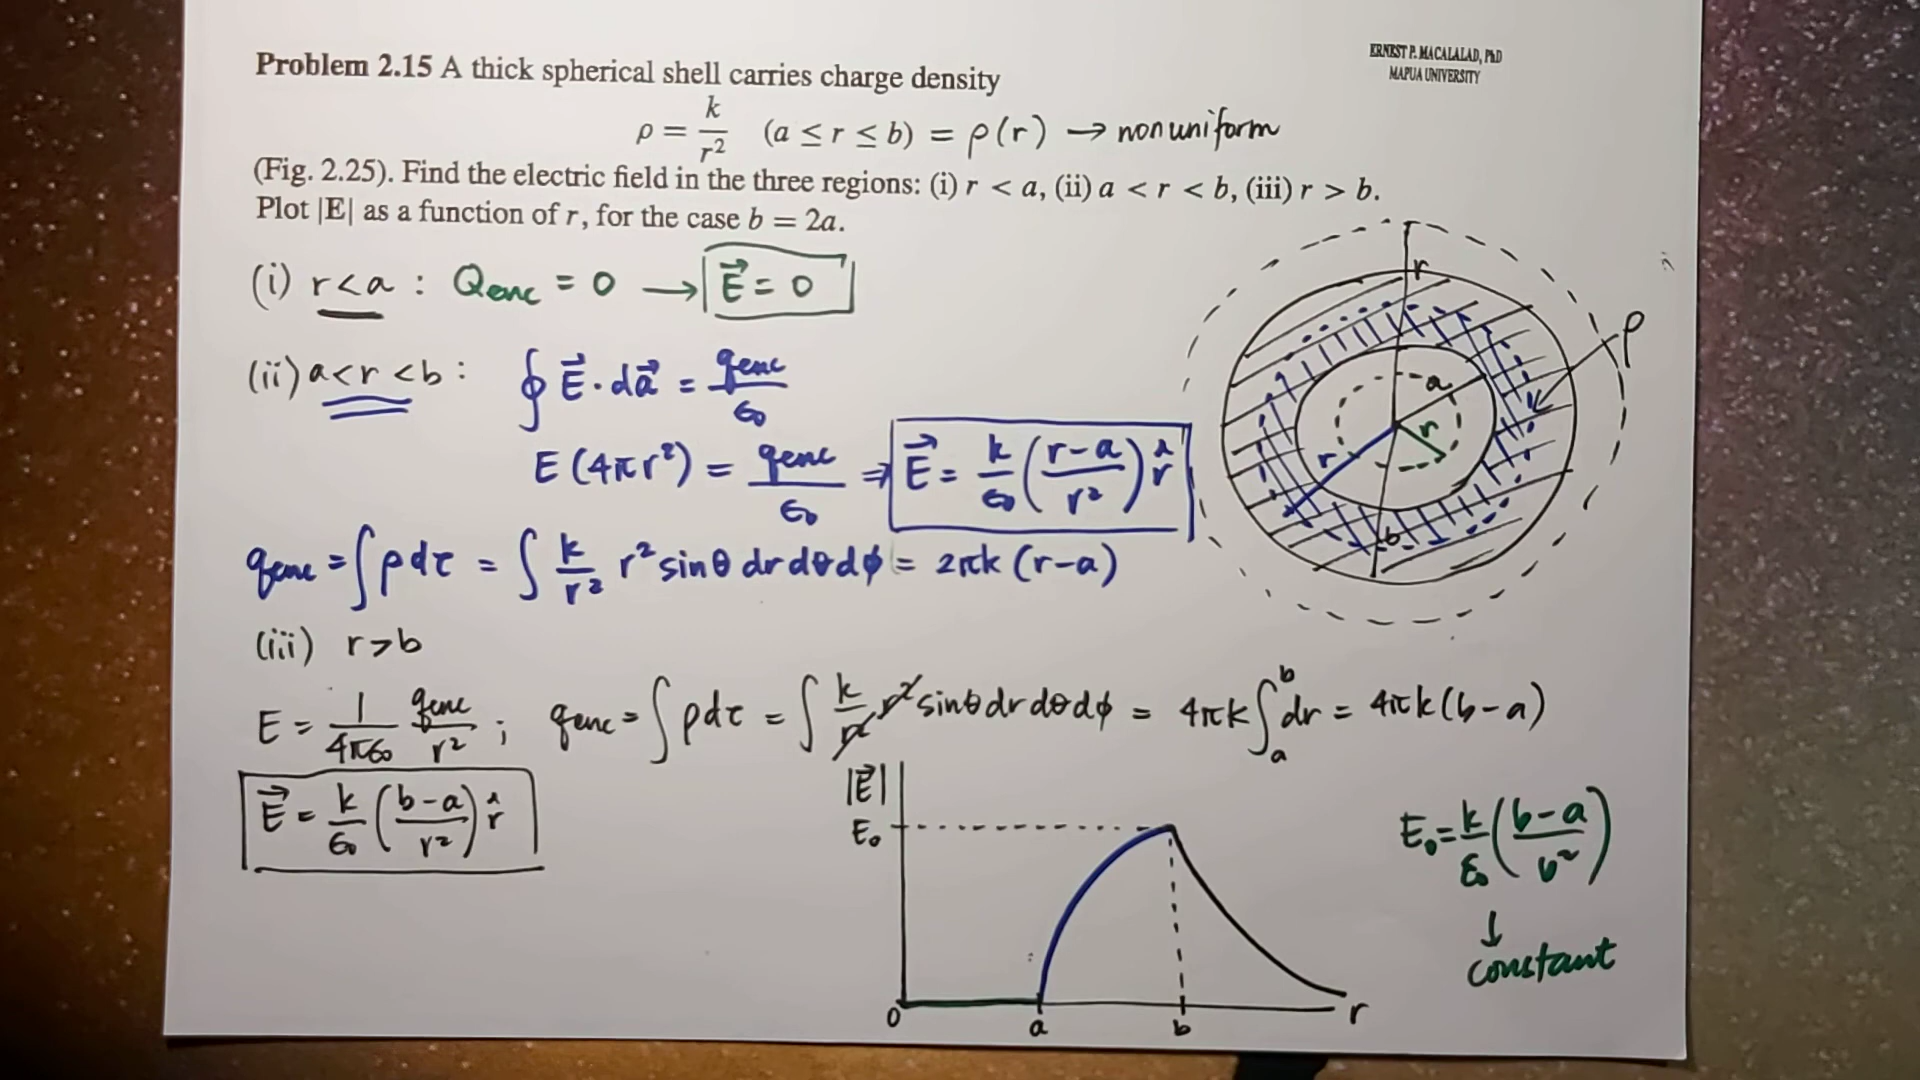 Problem 2.15 A thick spherical shell carries charge density
ERNEST P. MACALALAD, PhD
MAPUA UNIVERSITY
ρ = k/r² (a ≤ r ≤ b) = ρ(r) → nonuniform
(Fig. 2.25). Find the electric field in the three regions: (i) r < a, (ii) a < r < b, (iii) r > b.
Plot |E| as a function of r, for the case b = 2a.
(i) r<a : Qenc = 0 → E⃗ = 0
(ii) a<r<b : ∮ E⃗ · da⃗ = qenc/ε₀
E (4πr²) = qenc/ε₀ ⇒ E⃗ = k/ε₀ ((r-a)/r²) r̂
qenc = ∫ρdτ = ∫ k/r² r² sinθ dr dθ dϕ = 2πk (r-a)
(iii) r>b
E = 1/4πε₀ qenc/r² ; qenc = ∫ρdτ = ∫ k/r² r² sinθ dr dθ dϕ = 4πk ∫ₐᵇ dr = 4πk(b-a)
E⃗ = k/ε₀ ((b-a)/r²) r̂
r
ρ
a
r
r
b
|E⃗|
E₀
0
a
b
r
E₀ = k/ε₀ ((b-a)/b²)
↓
constant